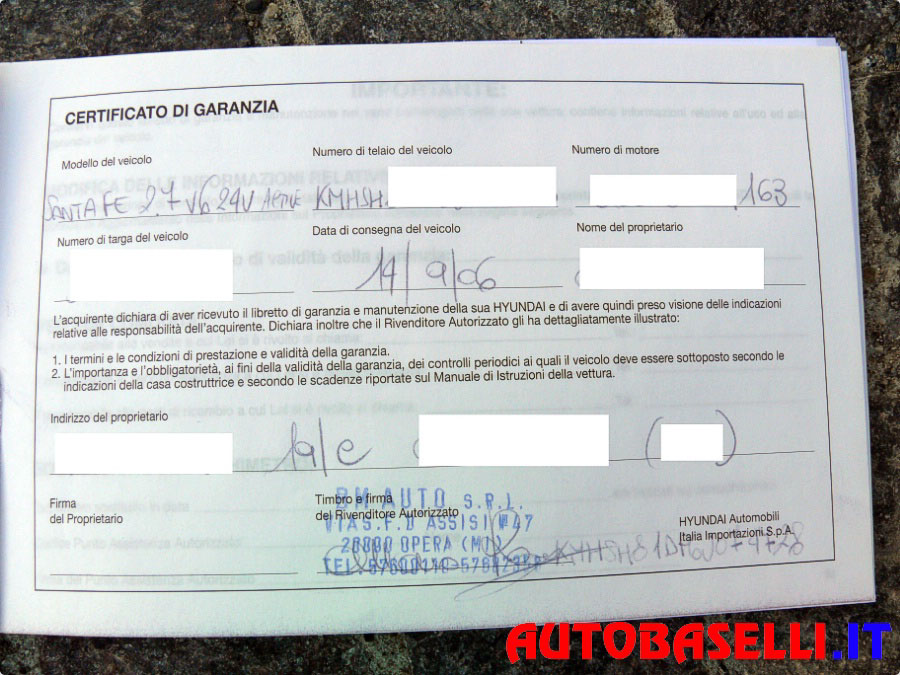 CERTIFICATO DI GARANZIA
Modello del veicolo
Numero di telaio del veicolo
Numero di motore
SANTA FE 2.7 V6 24V ACTIVE KMHSH 163
Numero di targa del veicolo
Data di consegna del veicolo
Nome del proprietario
14/9/06
L'acquirente dichiara di aver ricevuto il libretto di garanzia e manutenzione della sua HYUNDAI e di avere quindi preso visione delle indicazioni
relative alle responsabilità dell'acquirente. Dichiara inoltre che il Rivenditore Autorizzato gli ha dettagliatamente illustrato:
1. I termini e le condizioni di prestazione e validità della garanzia.
2. L'importanza e l'obbligatorietà, ai fini della validità della garanzia, dei controlli periodici ai quali il veicolo deve essere sottoposto secondo le
indicazioni della casa costruttrice e secondo le scadenze riportate sul Manuale di Istruzioni della vettura.
Indirizzo del proprietario
19/e ( )
Firma
del Proprietario
Timbro e firma
del Rivenditore Autorizzato
BM AUTO S.R.L.
VIA S.F.D ASSISI 47
OPERA (MI)
TEL.
HYUNDAI Automobili
Italia Importazioni S.p.A.
AUTOBASELLI.IT